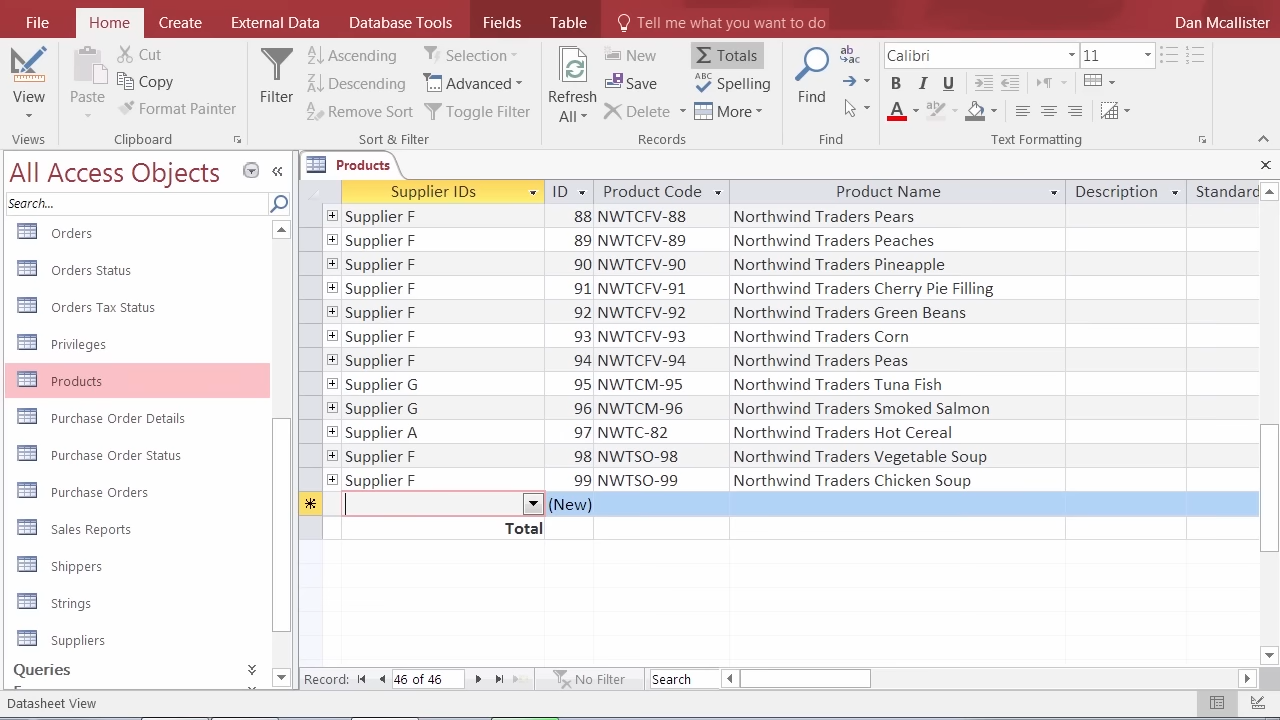 File Home Create External Data Database Tools Fields Table Tell me what you want to do Dan Mcallister
View
Views
Paste
Cut
Copy
Format Painter
Clipboard
Filter
Ascending
Descending
Remove Sort
Selection
Advanced
Toggle Filter
Sort & Filter
Refresh
All
New
Save
Delete
Totals
Spelling
More
Records
Find
Find
Calibri 11
B I U
A
Text Formatting
All Access Objects
Search...
Orders
Orders Status
Orders Tax Status
Privileges
Products
Purchase Order Details
Purchase Order Status
Purchase Orders
Sales Reports
Shippers
Strings
Suppliers
Queries
Products
Supplier IDs ID Product Code Product Name Description Standard
Supplier F 88 NWTCFV-88 Northwind Traders Pears
Supplier F 89 NWTCFV-89 Northwind Traders Peaches
Supplier F 90 NWTCFV-90 Northwind Traders Pineapple
Supplier F 91 NWTCFV-91 Northwind Traders Cherry Pie Filling
Supplier F 92 NWTCFV-92 Northwind Traders Green Beans
Supplier F 93 NWTCFV-93 Northwind Traders Corn
Supplier F 94 NWTCFV-94 Northwind Traders Peas
Supplier G 95 NWTCM-95 Northwind Traders Tuna Fish
Supplier G 96 NWTCM-96 Northwind Traders Smoked Salmon
Supplier A 97 NWTC-82 Northwind Traders Hot Cereal
Supplier F 98 NWTSO-98 Northwind Traders Vegetable Soup
Supplier F 99 NWTSO-99 Northwind Traders Chicken Soup
(New)
Total
Record: 46 of 46 No Filter Search
Datasheet View